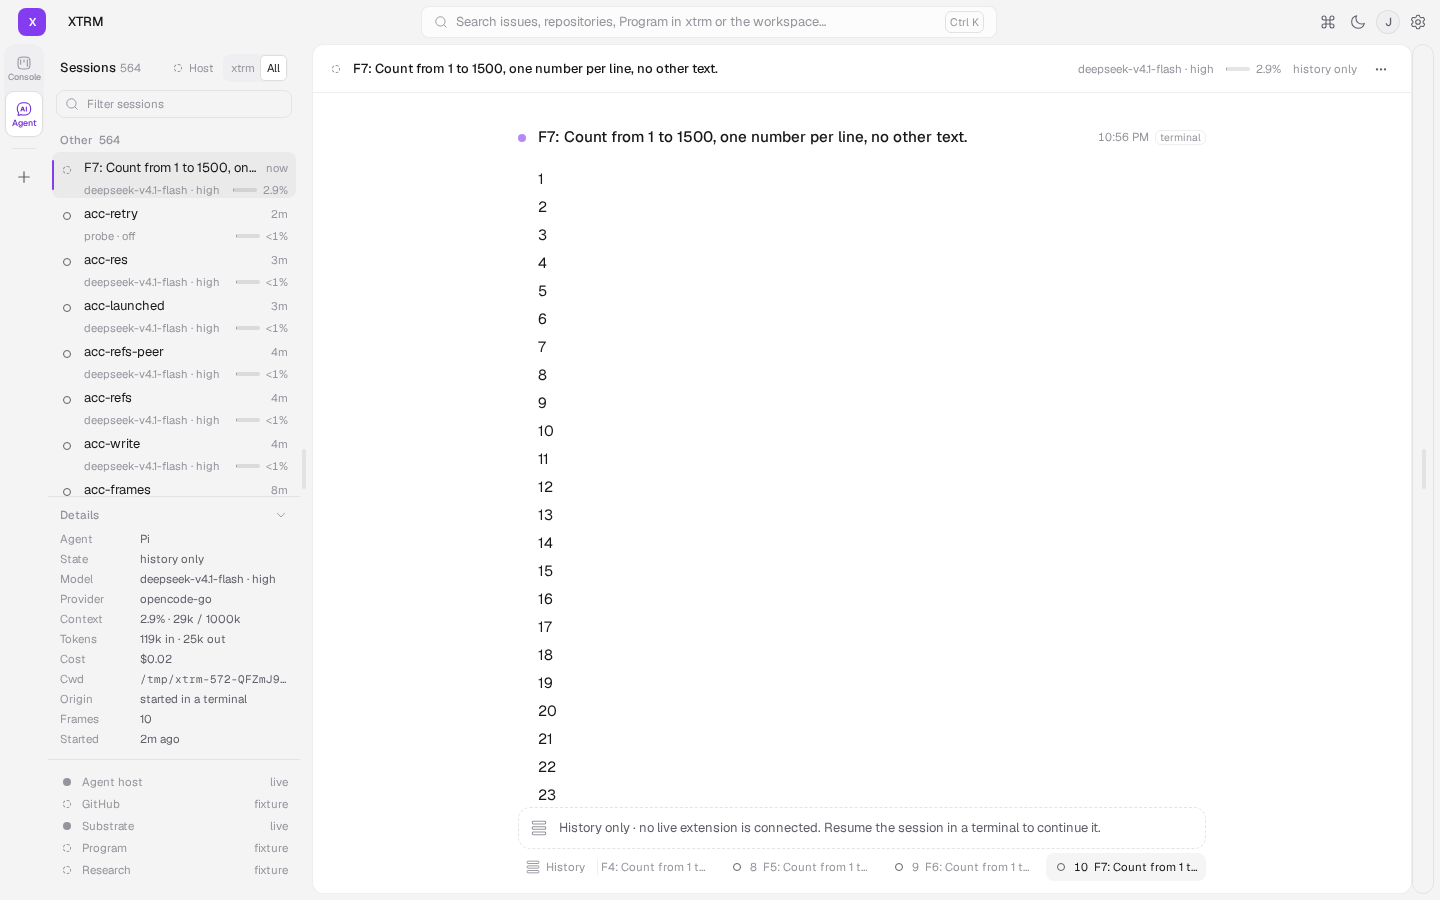 X XTRM Search issues, repositories, Program in xtrm or the workspace... Ctrl K J
Console
Agent
Sessions 564 Host xtrm All
Filter sessions
Other 564
F7: Count from 1 to 1500, on... now
deepseek-v4.1-flash · high 2.9%
acc-retry 2m
probe · off <1%
acc-res 3m
deepseek-v4.1-flash · high <1%
acc-launched 3m
deepseek-v4.1-flash · high <1%
acc-refs-peer 4m
deepseek-v4.1-flash · high <1%
acc-refs 4m
deepseek-v4.1-flash · high <1%
acc-write 4m
deepseek-v4.1-flash · high <1%
acc-frames 8m
Details
Agent Pi
State history only
Model deepseek-v4.1-flash · high
Provider opencode-go
Context 2.9% · 29k / 1000k
Tokens 119k in · 25k out
Cost $0.02
Cwd /tmp/xtrm-572-QFZmJ9...
Origin started in a terminal
Frames 10
Started 2m ago
Agent host live
GitHub fixture
Substrate live
Program fixture
Research fixture
F7: Count from 1 to 1500, one number per line, no other text. deepseek-v4.1-flash · high 2.9% history only ...
F7: Count from 1 to 1500, one number per line, no other text. 10:56 PM terminal
1
2
3
4
5
6
7
8
9
10
11
12
13
14
15
16
17
18
19
20
21
22
23
History only · no live extension is connected. Resume the session in a terminal to continue it.
History F4: Count from 1 t... 8 F5: Count from 1 t... 9 F6: Count from 1 t... 10 F7: Count from 1 t...